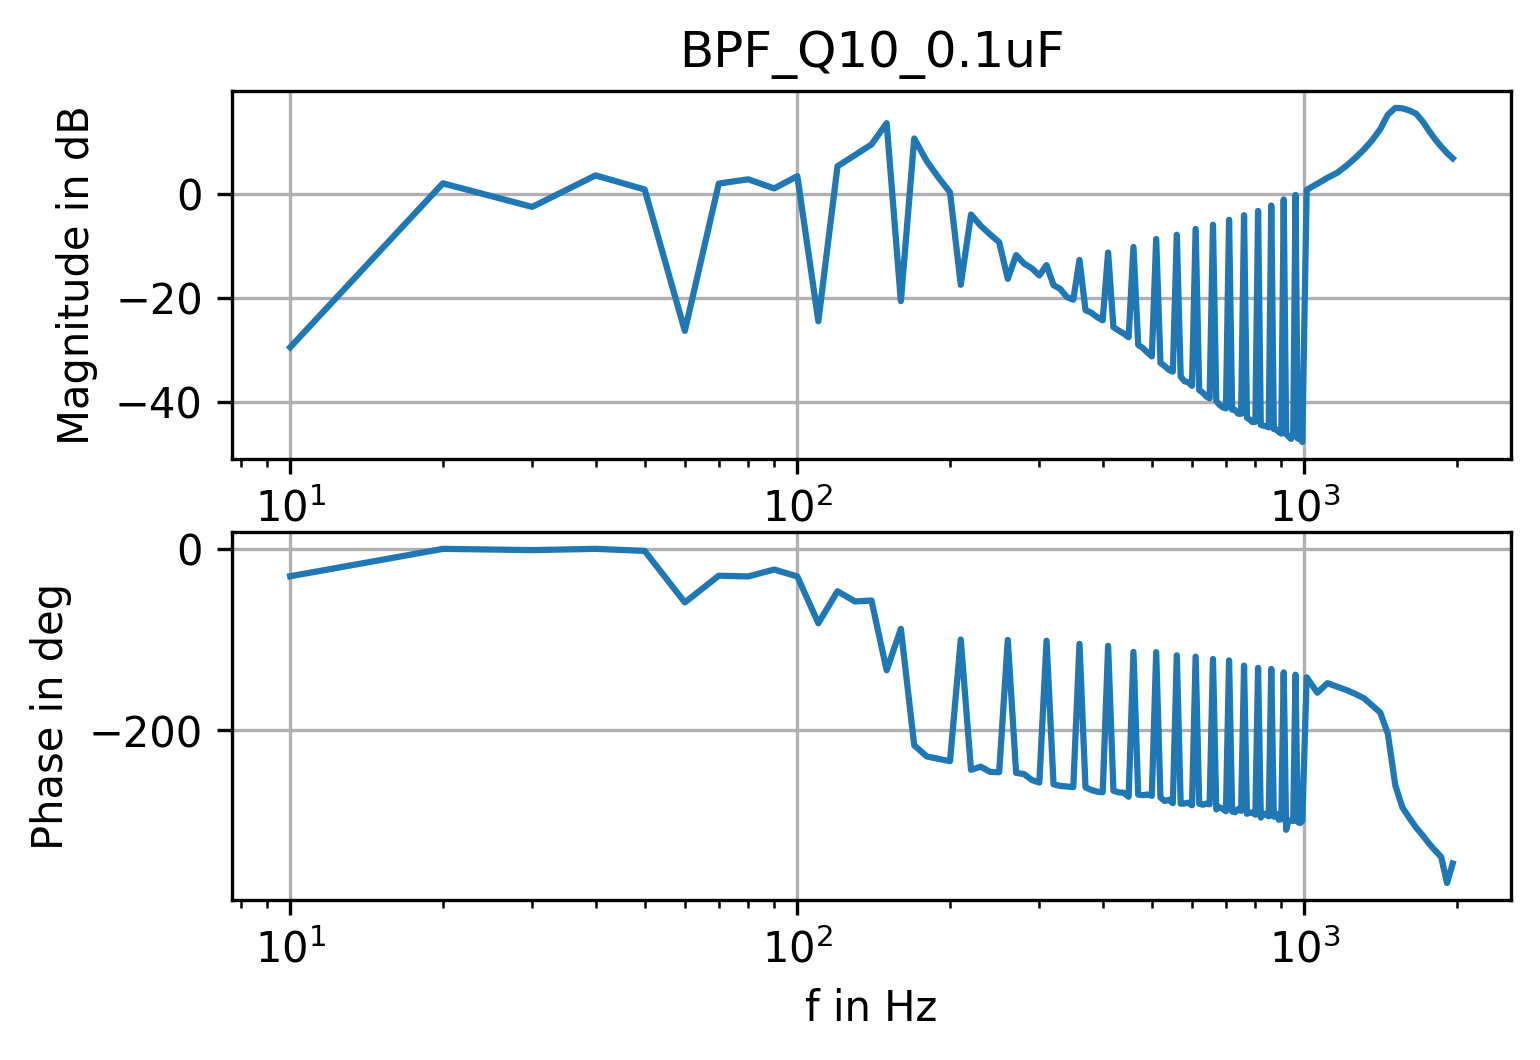 BPF_Q10_0.1uF
Magnitude in dB
0
−20
−40
10¹ 10² 10³
Phase in deg
0
−200
10¹ 10² 10³
f in Hz